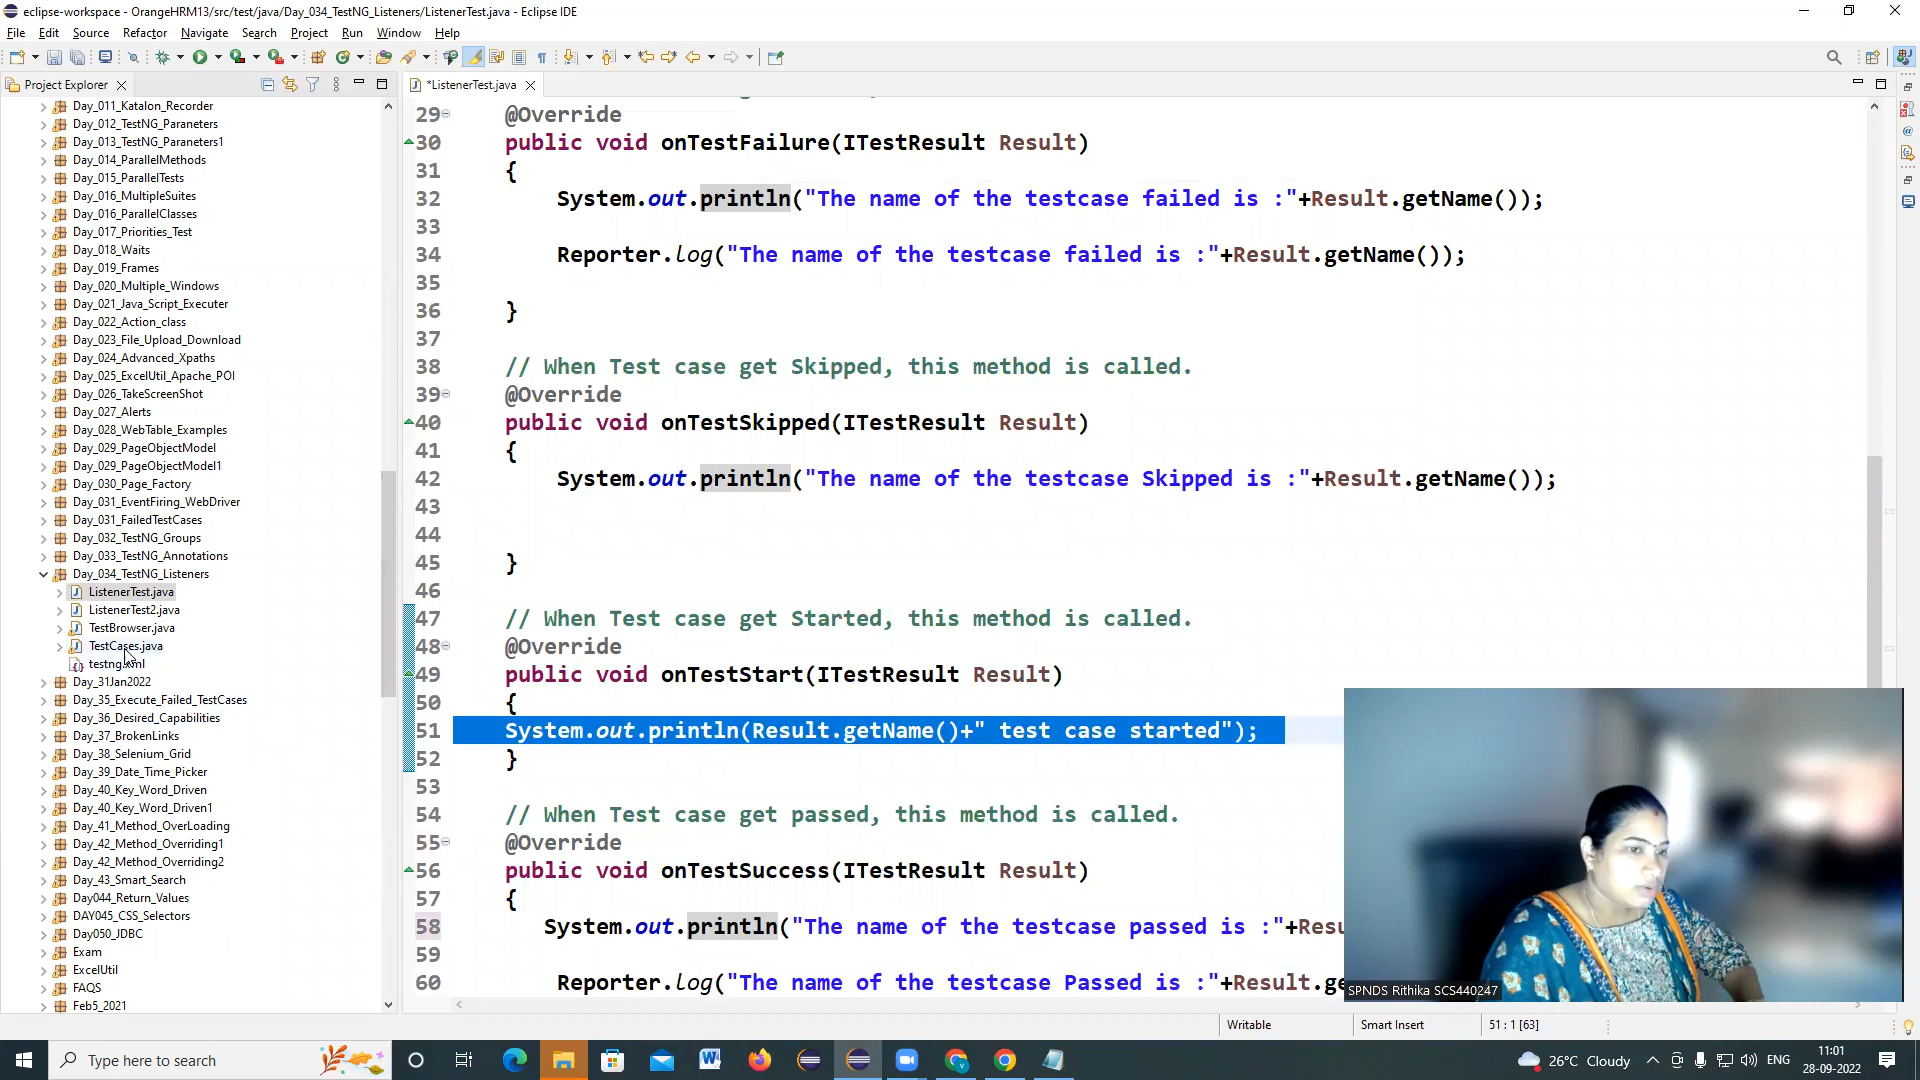 eclipse-workspace - OrangeHRM13/src/test/java/Day_034_TestNG_Listeners/ListenerTest.java - Eclipse IDE
File Edit Source Refactor Navigate Search Project Run Window Help
Project Explorer
*ListenerTest.java
Day_011_Katalon_Recorder
Day_012_TestNG_Paraneters
Day_013_TestNG_Paraneters1
Day_014_ParallelMethods
Day_015_ParallelTests
Day_016_MultipleSuites
Day_016_ParallelClasses
Day_017_Priorities_Test
Day_018_Waits
Day_019_Frames
Day_020_Multiple_Windows
Day_021_Java_Script_Executer
Day_022_Action_class
Day_023_File_Upload_Download
Day_024_Advanced_Xpaths
Day_025_ExcelUtil_Apache_POI
Day_026_TakeScreenShot
Day_027_Alerts
Day_028_WebTable_Examples
Day_029_PageObjectModel
Day_029_PageObjectModel1
Day_030_Page_Factory
Day_031_EventFiring_WebDriver
Day_031_FailedTestCases
Day_032_TestNG_Groups
Day_033_TestNG_Annotations
Day_034_TestNG_Listeners
ListenerTest.java
ListenerTest2.java
TestBrowser.java
TestCases.java
testng.xml
Day_31Jan2022
Day_35_Execute_Failed_TestCases
Day_36_Desired_Capabilities
Day_37_BrokenLinks
Day_38_Selenium_Grid
Day_39_Date_Time_Picker
Day_40_Key_Word_Driven
Day_40_Key_Word_Driven1
Day_41_Method_OverLoading
Day_42_Method_Overriding1
Day_42_Method_Overriding2
Day_43_Smart_Search
Day044_Return_Values
DAY045_CSS_Selectors
Day050_JDBC
Exam
ExcelUtil
FAQS
Feb5_2021
29 @Override
30 public void onTestFailure(ITestResult Result)
31 {
32 System.out.println("The name of the testcase failed is :"+Result.getName());
33
34 Reporter.log("The name of the testcase failed is :"+Result.getName());
35
36 }
37
38 // When Test case get Skipped, this method is called.
39 @Override
40 public void onTestSkipped(ITestResult Result)
41 {
42 System.out.println("The name of the testcase Skipped is :"+Result.getName());
43
44
45 }
46
47 // When Test case get Started, this method is called.
48 @Override
49 public void onTestStart(ITestResult Result)
50 {
51 System.out.println(Result.getName()+" test case started");
52 }
53
54 // When Test case get passed, this method is called.
55 @Override
56 public void onTestSuccess(ITestResult Result)
57 {
58 System.out.println("The name of the testcase passed is :"+Resu
59
60 Reporter.log("The name of the testcase Passed is :"+Result.ge
SPNDS Rithika SCS440247
Writable Smart Insert 51 : 1 [63]
Type here to search
26°C Cloudy
ENG
11:01
28-09-2022